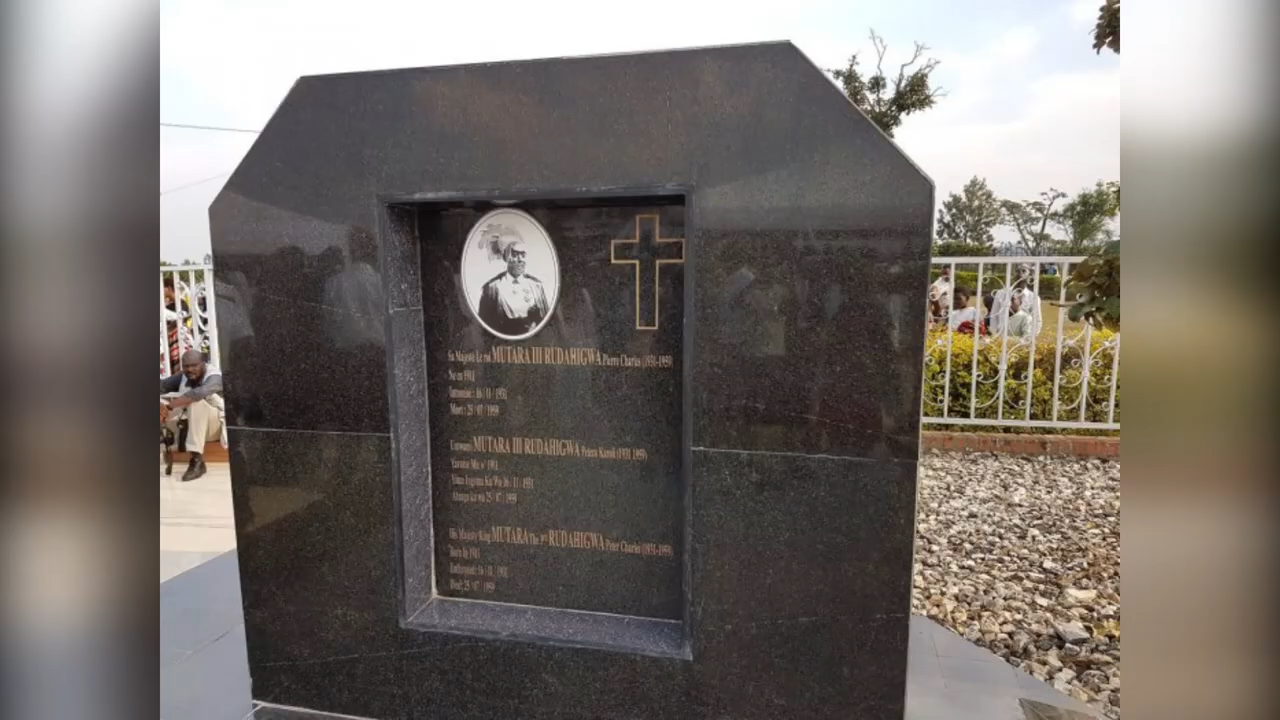 Sa Majesté Le roi MUTARA III RUDAHIGWA Pierre Charles (1931-1959)
Né en 1911
Intronisé : 16 / 11 / 1931
Mort : 25 / 07 / 1959
Umwami MUTARA III RUDAHIGWA Petero Karoli (1931 1959)
Yavutse Mu w' 1911
Yima Ingoma Ku Wa 16 / 11 / 1931
Atanga ku wa 25 / 07 / 1959
His Majesty King MUTARA The 3rd RUDAHIGWA Peter Charles (1931-1959)
Born In 1911
Enthroned : 16 / 11 / 1931
Died : 25 / 07 / 1959